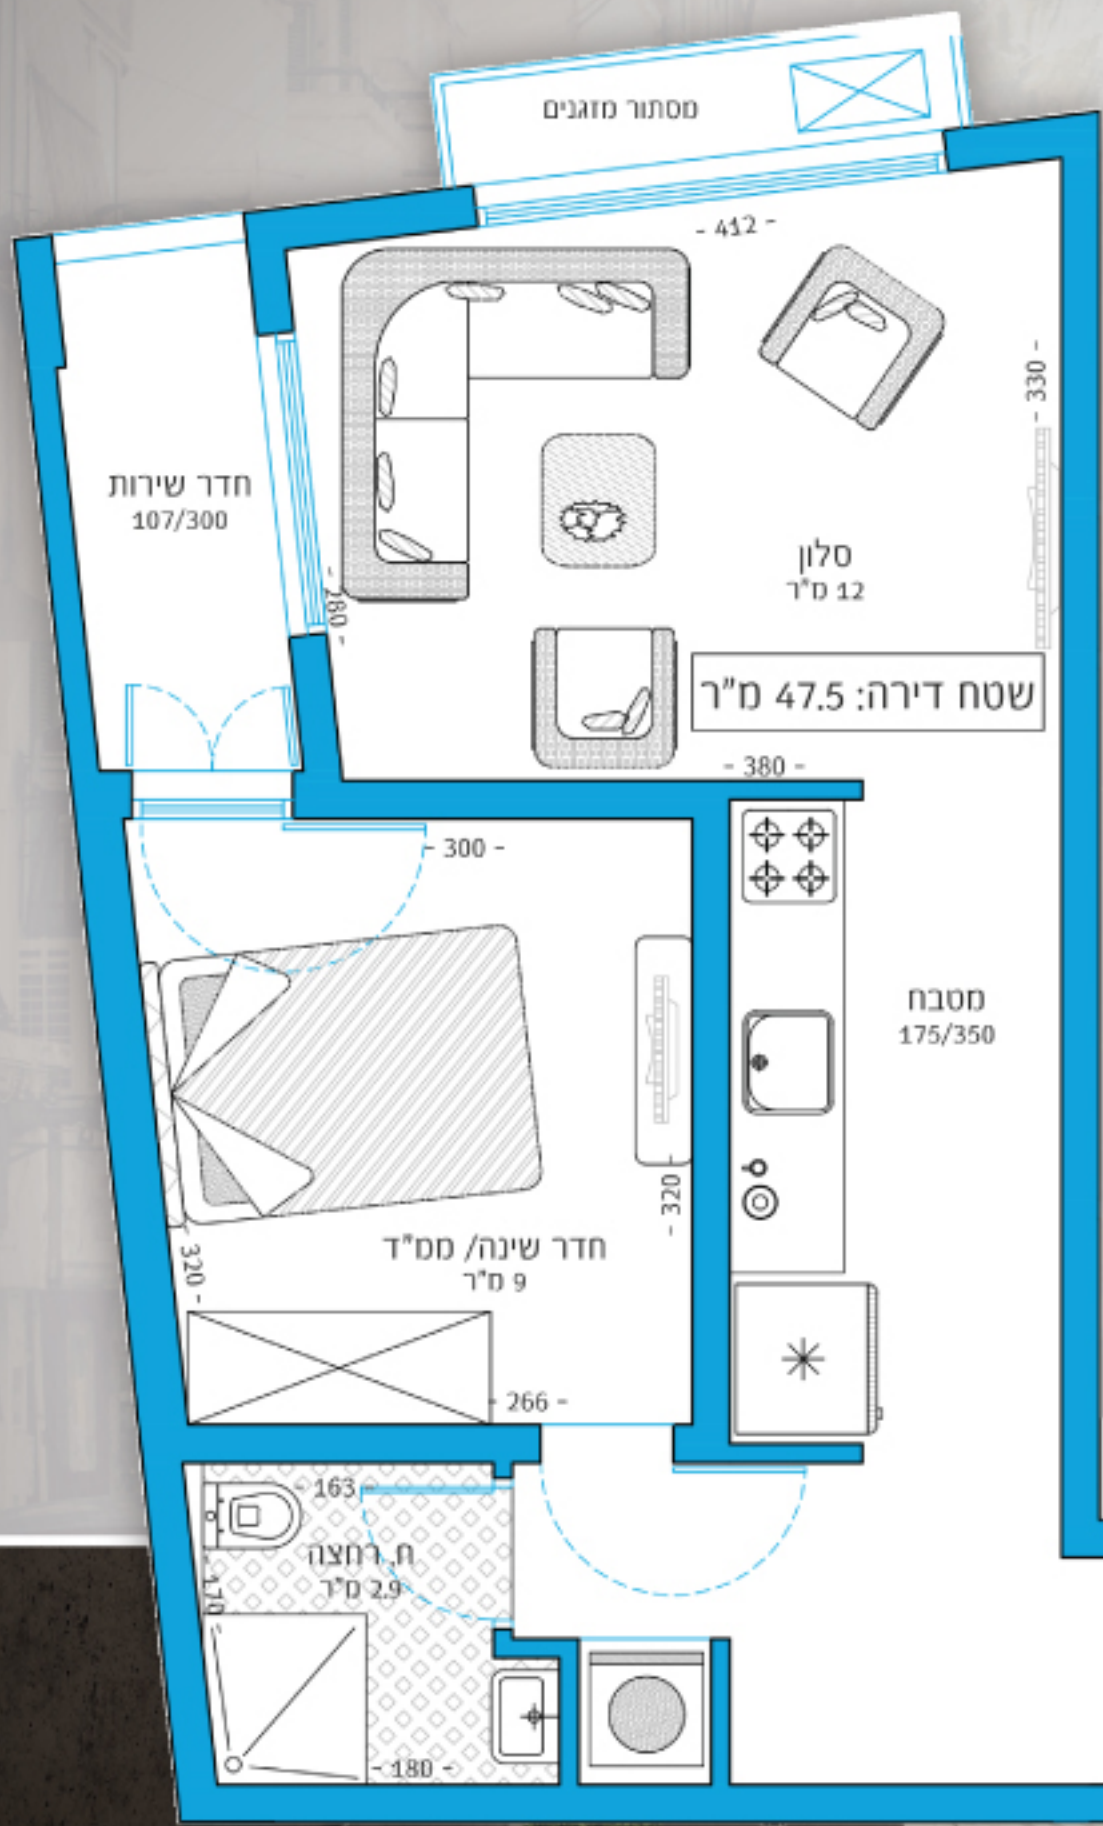 מסתור מזגנים
- 412 -
- 330 -
חדר שירות
107/300
סלון
12 מ"ר
- 280 -
שטח דירה: 47.5 מ"ר
- 380 -
- 300 -
מטבח
175/350
- 320 -
חדר שינה/ ממ"ד
9 מ"ר
320 -
- 266 -
- 163 -
ח. רחצה
2.9 מ"ר
- 170 -
- 180 -